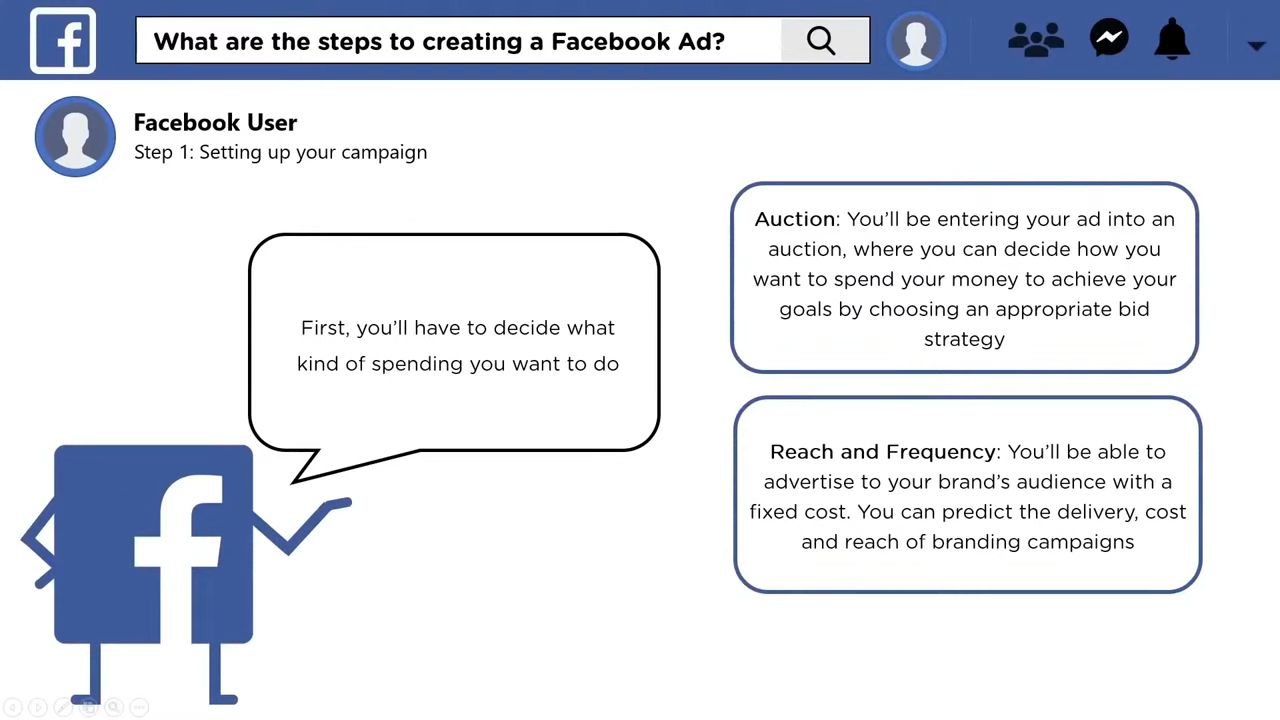 What are the steps to creating a Facebook Ad?
Facebook User
Step 1: Setting up your campaign
First, you'll have to decide what
kind of spending you want to do
Auction: You'll be entering your ad into an
auction, where you can decide how you
want to spend your money to achieve your
goals by choosing an appropriate bid
strategy
Reach and Frequency: You'll be able to
advertise to your brand's audience with a
fixed cost. You can predict the delivery, cost
and reach of branding campaigns